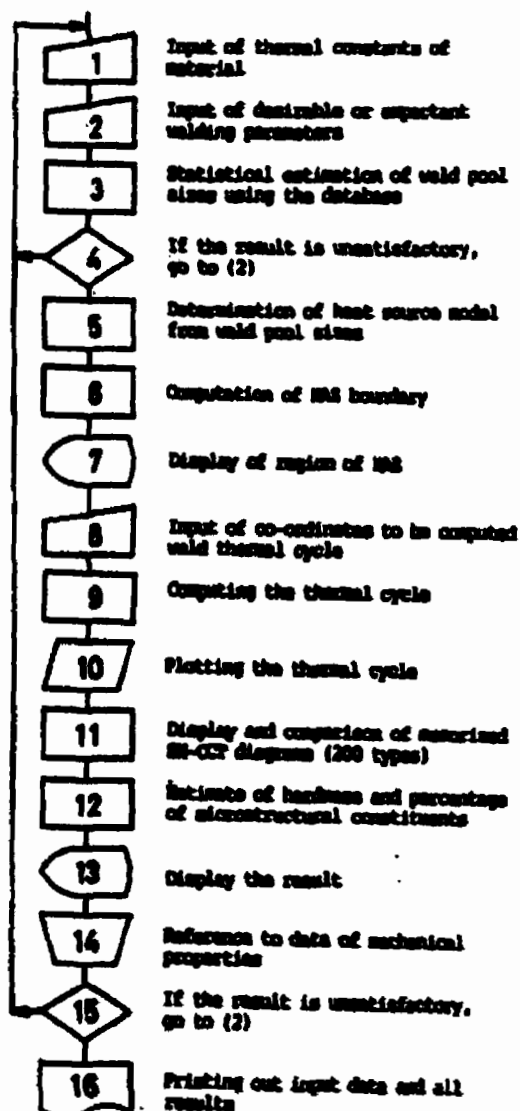 1 Input of thermal constants of
material
2 Input of desirable or
welding parameters
3 Statistical estimation of weld pool
sizes using the database
4 If the result is unsatisfactory,
go to (2)
5 Determination of heat source model
from weld pool sizes
6 Computation of HAZ boundary
7 Display of region of HAZ
8 Input of co-ordinates to be computed
weld thermal cycle
9 Computing the thermal cycle
10 Plotting the thermal cycle
11 Display and comparison of memorized
SH-CCT diagrams (200 types)
12 Estimate of hardness and percentage
of microstructural constituents
13 Display the result
14 Reference to data of mechanical
properties
15 If the result is unsatisfactory,
go to (2)
16 Printing out input data and all
results